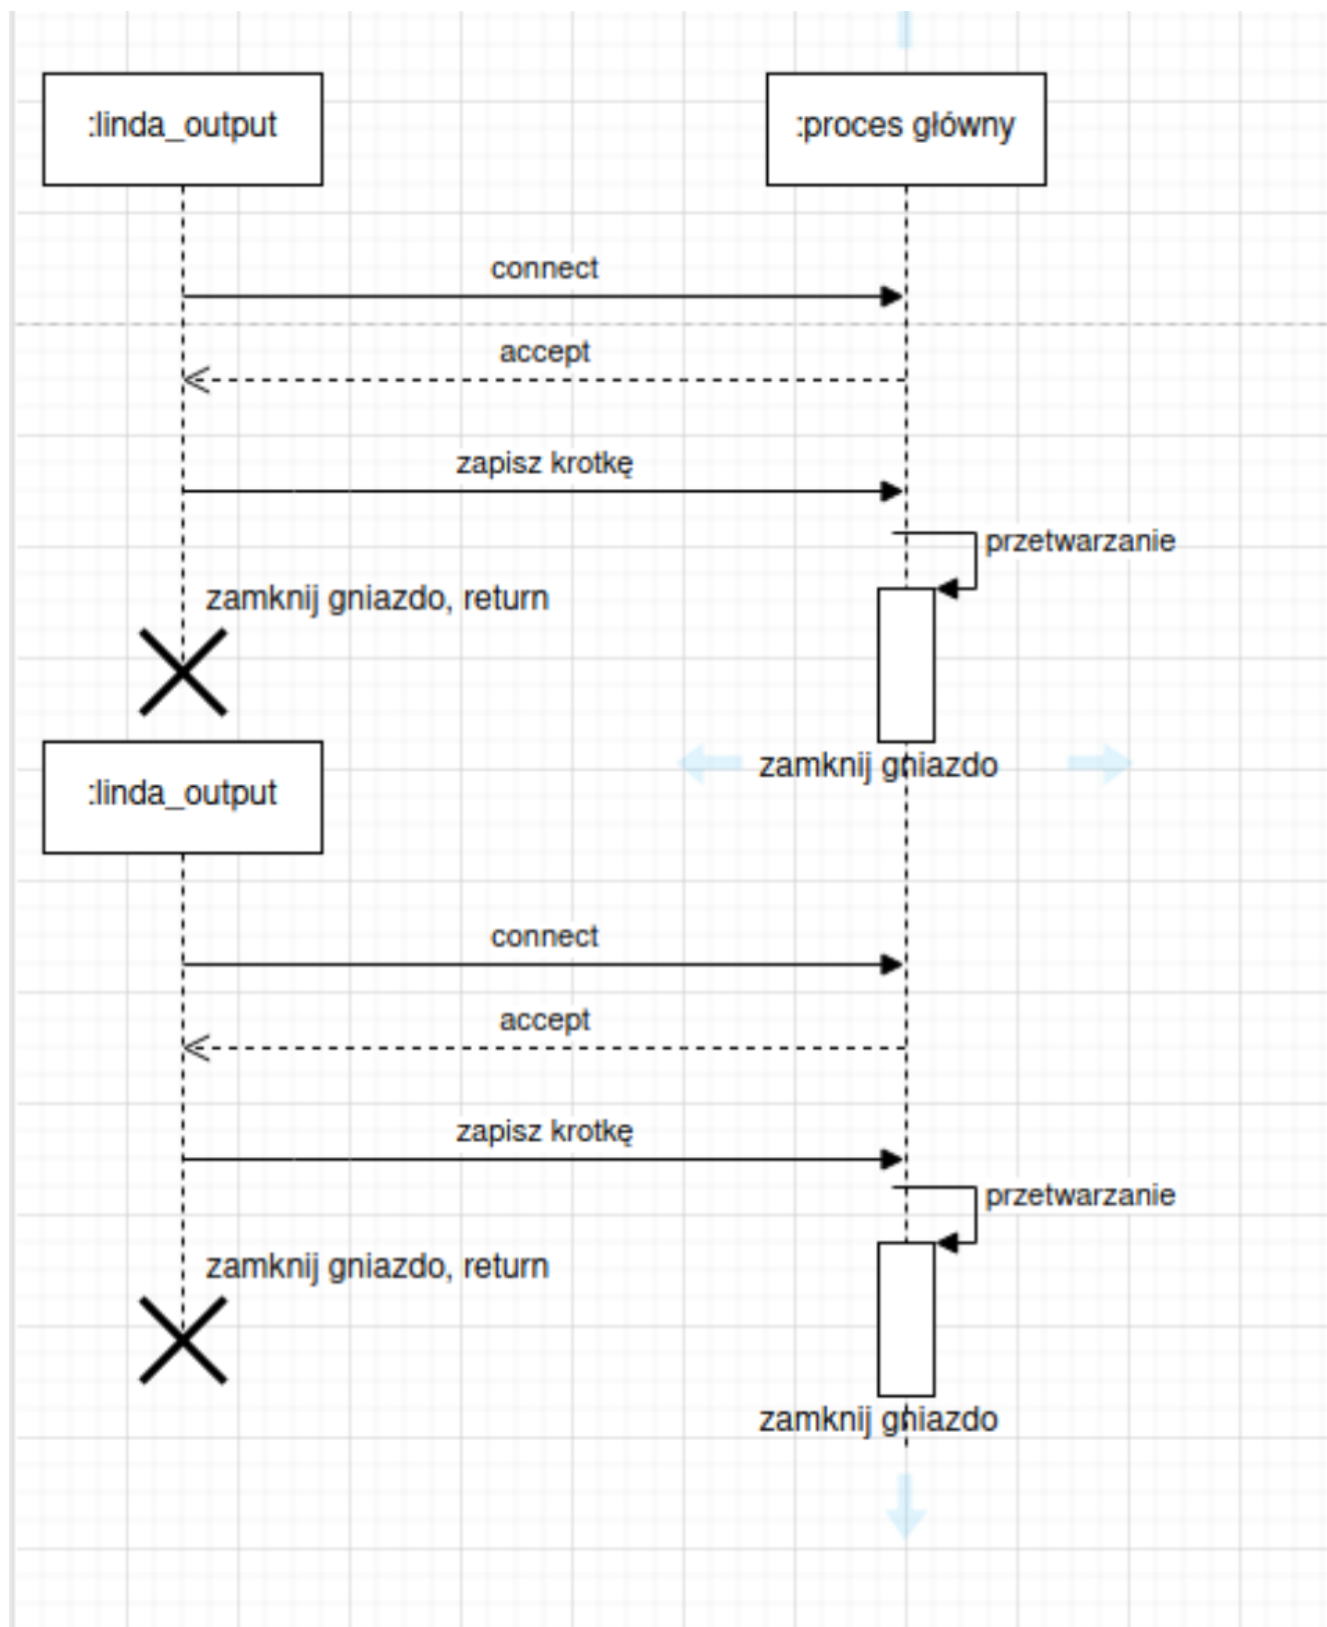 :linda_output
:proces główny
connect
accept
zapisz krotkę
przetwarzanie
zamknij gniazdo, return
zamknij gniazdo
:linda_output
connect
accept
zapisz krotkę
przetwarzanie
zamknij gniazdo, return
zamknij gniazdo